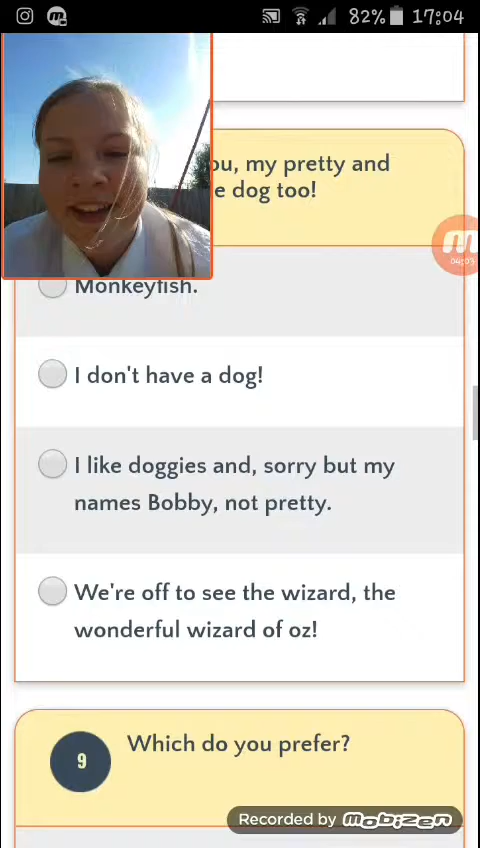 82% 17:04
ou, my pretty and
e dog too!
04:03
Monkeyfish.
I don't have a dog!
I like doggies and, sorry but my
names Bobby, not pretty.
We're off to see the wizard, the
wonderful wizard of oz!
Which do you prefer?
9
Recorded by mobizen